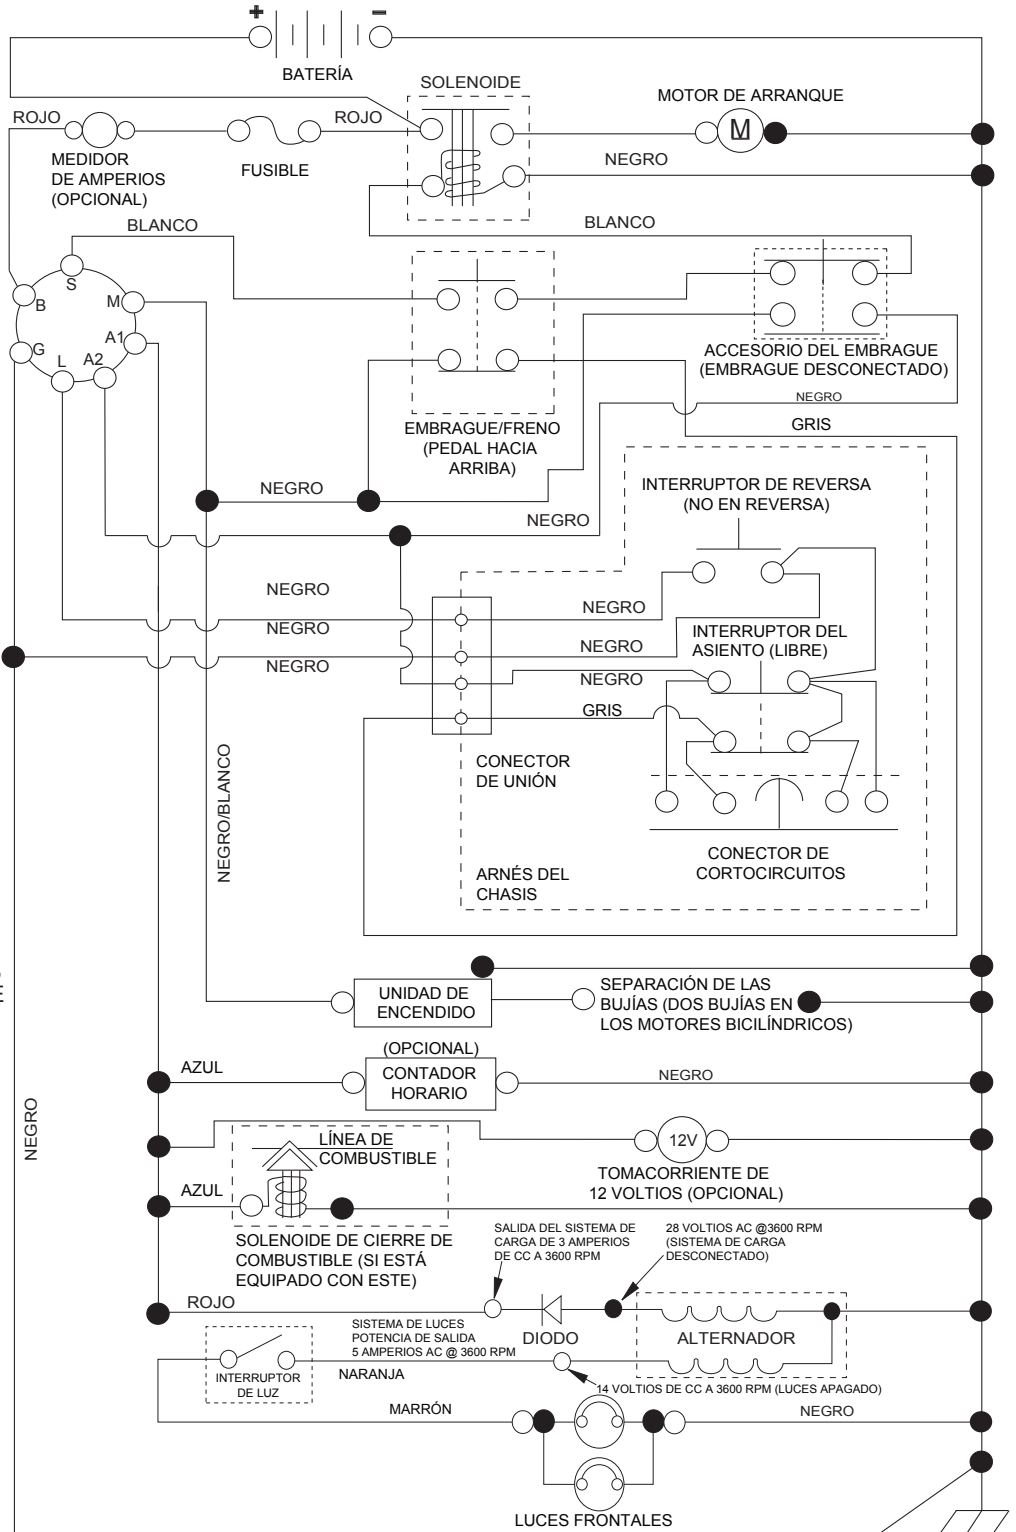 + −
BATERÍA
SOLENOIDE
MOTOR DE ARRANQUE
ROJO
ROJO
M
MEDIDOR
DE AMPERIOS
(OPCIONAL)
FUSIBLE
NEGRO
BLANCO
BLANCO
S
B
M
A1
G
L
A2
ACCESORIO DEL EMBRAGUE
(EMBRAGUE DESCONECTADO)
NEGRO
EMBRAGUE/FRENO
(PEDAL HACIA
ARRIBA)
GRIS
NEGRO
INTERRUPTOR DE REVERSA
(NO EN REVERSA)
NEGRO
NEGRO
NEGRO
NEGRO
INTERRUPTOR DEL
ASIENTO (LIBRE)
NEGRO
NEGRO
NEGRO
GRIS
CONECTOR
DE UNIÓN
NEGRO/BLANCO
CONECTOR DE
CORTOCIRCUITOS
ARNÉS DEL
CHASIS
UNIDAD DE
ENCENDIDO
SEPARACIÓN DE LAS
BUJÍAS (DOS BUJÍAS EN
LOS MOTORES BICILÍNDRICOS)
(OPCIONAL)
AZUL
CONTADOR
HORARIO
NEGRO
NEGRO
LÍNEA DE
COMBUSTIBLE
12V
TOMACORRIENTE DE
12 VOLTIOS (OPCIONAL)
AZUL
SOLENOIDE DE CIERRE DE
COMBUSTIBLE (SI ESTÁ
EQUIPADO CON ESTE)
SALIDA DEL SISTEMA DE
CARGA DE 3 AMPERIOS
DE CC A 3600 RPM
28 VOLTIOS AC @3600 RPM
(SISTEMA DE CARGA
DESCONECTADO)
ROJO
DIODO
ALTERNADOR
SISTEMA DE LUCES
POTENCIA DE SALIDA
5 AMPERIOS AC @ 3600 RPM
INTERRUPTOR
DE LUZ
NARANJA
14 VOLTIOS DE CC A 3600 RPM (LUCES APAGADO)
MARRÓN
NEGRO
LUCES FRONTALES